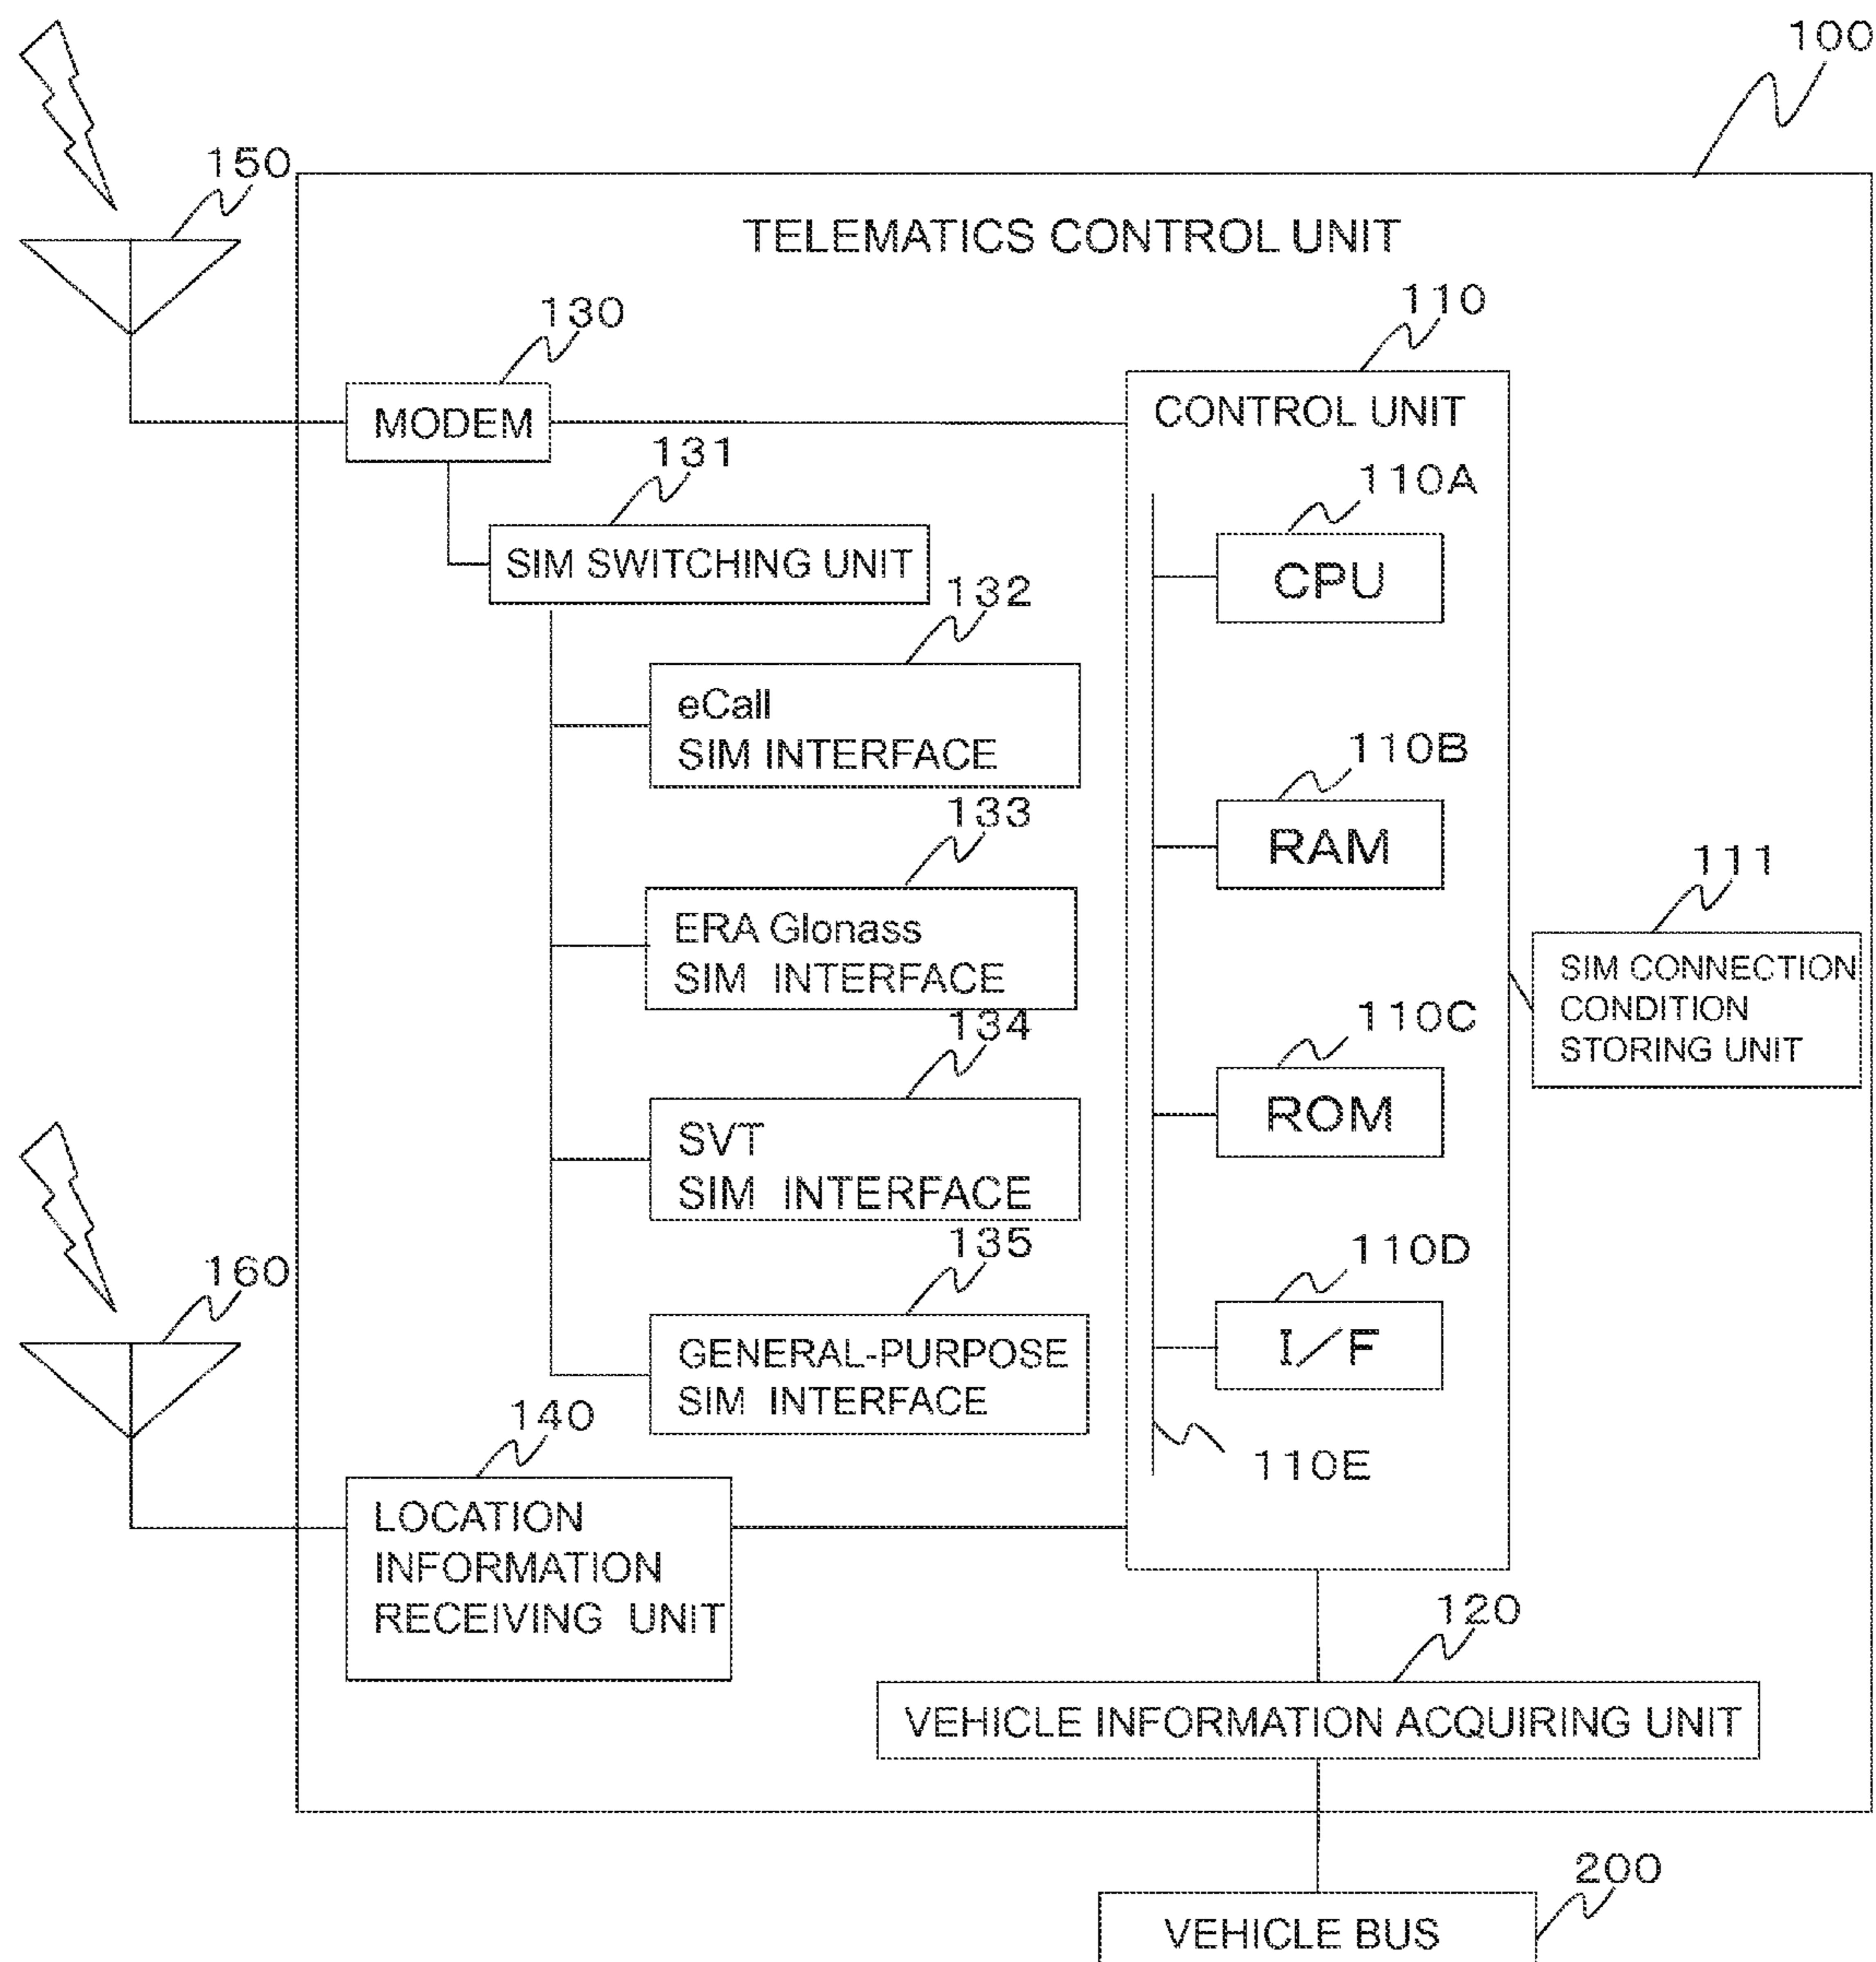 100
150
TELEMATICS CONTROL UNIT
130
110
MODEM
CONTROL UNIT
131
110A
SIM SWITCHING UNIT
CPU
132
eCall
SIM INTERFACE
110B
RAM
133
ERA Glonass
SIM INTERFACE
111
SIM CONNECTION
CONDITION
STORING UNIT
134
110C
ROM
SVT
SIM INTERFACE
135
110D
160
I/F
GENERAL-PURPOSE
SIM INTERFACE
140
110E
LOCATION
INFORMATION
RECEIVING UNIT
120
VEHICLE INFORMATION ACQUIRING UNIT
200
VEHICLE BUS